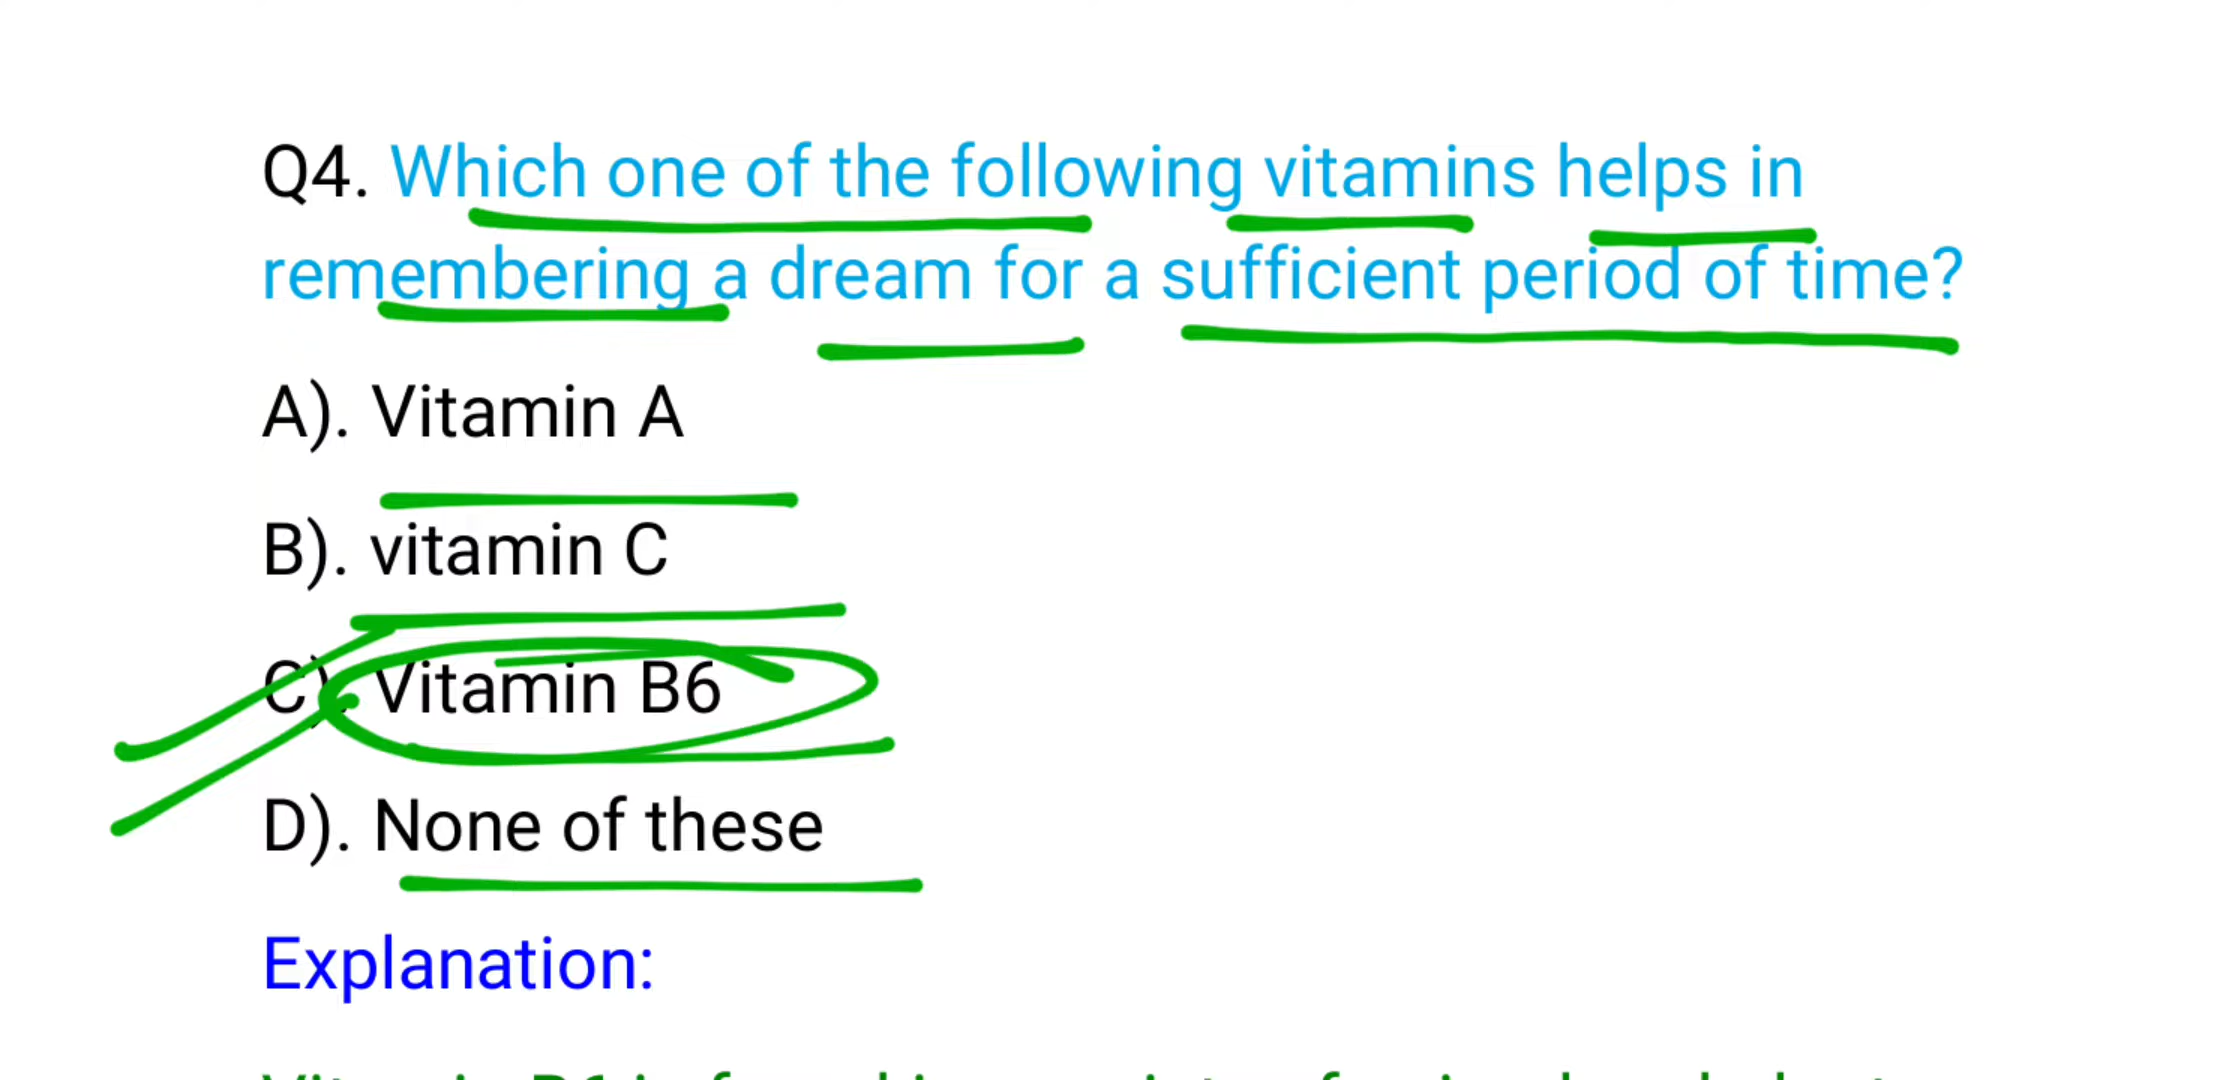 Q4. Which one of the following vitamins helps in
remembering a dream for a sufficient period of time?
A). Vitamin A
B). vitamin C
C). Vitamin B6
D). None of these
Explanation: